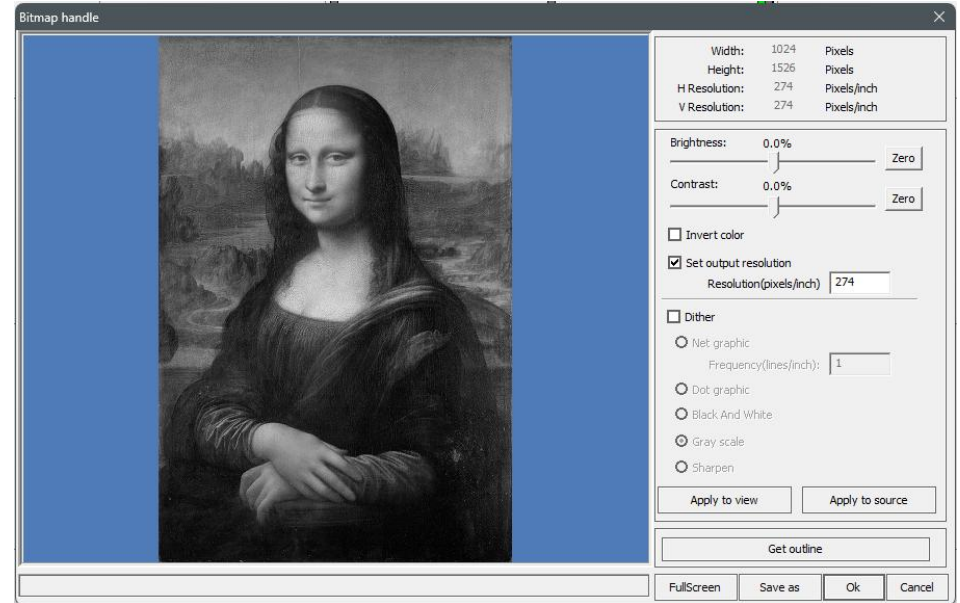 Bitmap handle
Width: 1024 Pixels
Height: 1526 Pixels
H Resolution: 274 Pixels/inch
V Resolution: 274 Pixels/inch
Brightness: 0.0%
Zero
Contrast: 0.0%
Zero
Invert color
Set output resolution
Resolution(pixels/inch) 274
Dither
Net graphic
Frequency(lines/inch): 1
Dot graphic
Black And White
Gray scale
Sharpen
Apply to view Apply to source
Get outline
FullScreen Save as Ok Cancel